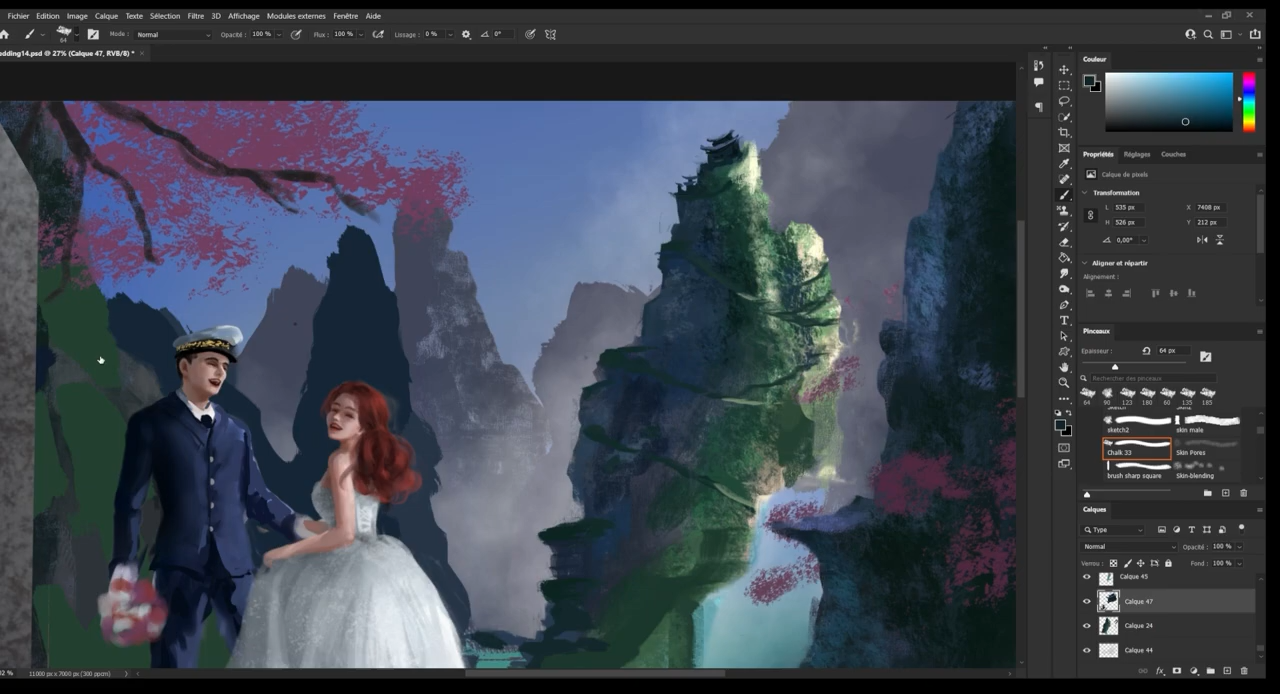 Fichier Edition Image Calque Texte Sélection Filtre 3D Affichage Modules externes Fenêtre Aide
64 Mode : Normal Opacité : 100 % Flux : 100 % Lissage : 0 % 0°
edding14.psd @ 27% (Calque 47, RVB/8) *
Couleur
Propriétés Réglages Couches
Calque de pixels
Transformation
L 535 px X 7408 px
H 526 px Y 212 px
0,00°
Aligner et répartir
Alignement :
Pinceaux
Epaisseur : 64 px
Rechercher des pinceaux
64 90 123 180 60 135 185
sketch2 skin male
Chalk 33 Skin Pores
brush sharp square Skin-blending
Calques
Type
Normal Opacité : 100 %
Verrou : Fond : 100 %
Calque 45
Calque 47
Calque 24
Calque 44
11000 px x 7000 px (300 ppcm)